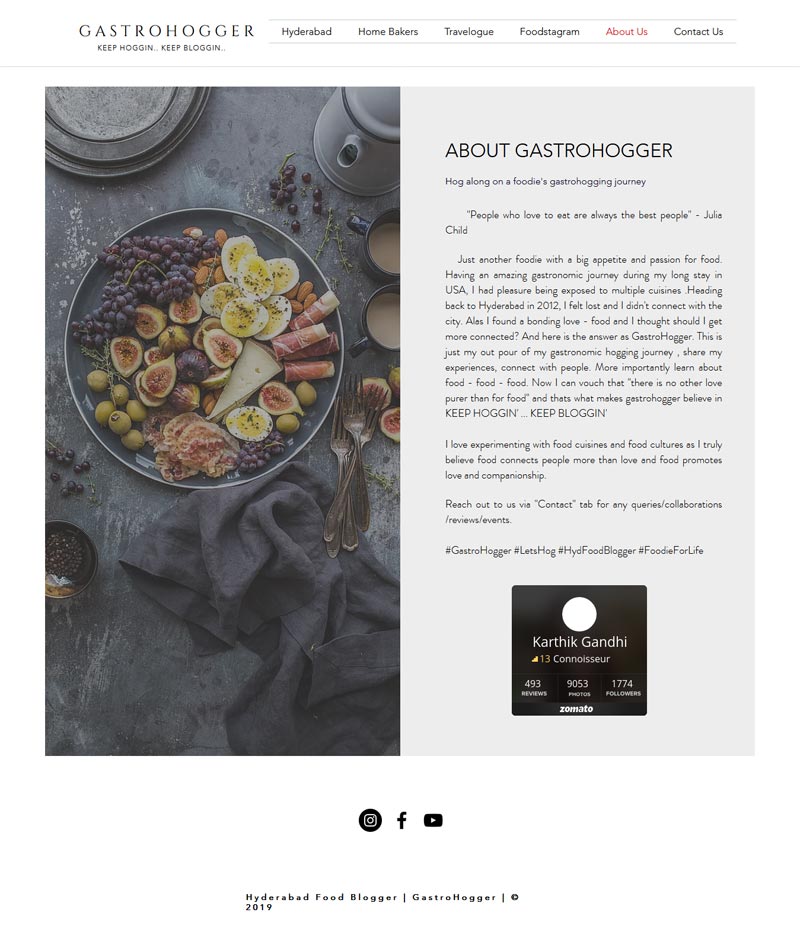 GASTROHOGGER
KEEP HOGGIN.. KEEP BLOGGIN..
Hyderabad Home Bakers Travelogue Foodstagram About Us Contact Us
ABOUT GASTROHOGGER
Hog along on a foodie's gastrohogging journey
"People who love to eat are always the best people" - Julia
Child
Just another foodie with a big appetite and passion for food.
Having an amazing gastronomic journey during my long stay in
USA, I had pleasure being exposed to multiple cuisines .Heading
back to Hyderabad in 2012, I felt lost and I didn't connect with the
city. Alas I found a bonding love - food and I thought should I get
more connected? And here is the answer as GastroHogger. This is
just my out pour of my gastronomic hogging journey , share my
experiences, connect with people. More importantly learn about
food - food - food. Now I can vouch that "there is no other love
purer than for food" and thats what makes gastrohogger believe in
KEEP HOGGIN' ... KEEP BLOGGIN'
I love experimenting with food cuisines and food cultures as I truly
believe food connects people more than love and food promotes
love and companionship.
Reach out to us via "Contact" tab for any queries/collaborations
/reviews/events.
#GastroHogger #LetsHog #HydFoodBlogger #FoodieForLife
Karthik Gandhi
13 Connoisseur
493 9053 1774
REVIEWS PHOTOS FOLLOWERS
zomato
Hyderabad Food Blogger | GastroHogger | ©
2019